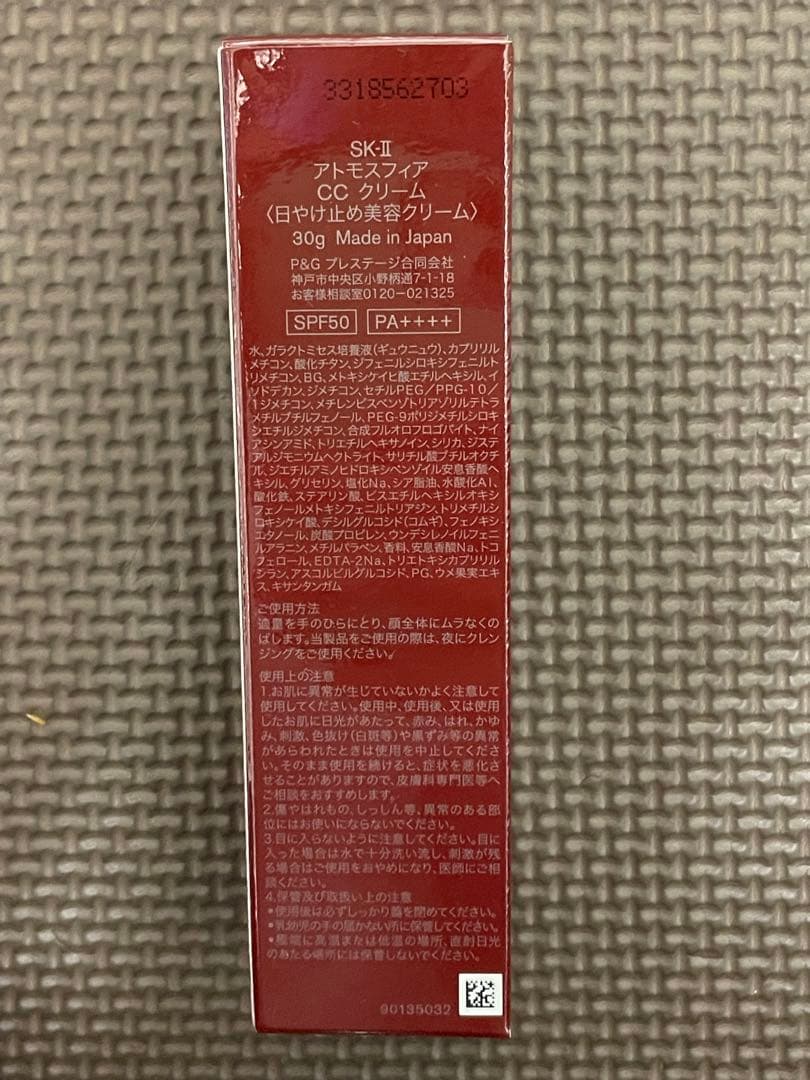 3318562703
SK-II
アトモスフィア
CC クリーム
〈日やけ止め美容クリーム〉
30g Made in Japan
P&G プレステージ合同会社
神戸市中央区小野柄通7-1-18
お客様相談室0120-021325
SPF50 PA++++
水、ガラクトミセス培養液(ギュウニュウ)、カプリリル
メチコン、酸化チタン、ジフェニルシロキシフェニルト
リメチコン、BG、メトキシケイヒ酸エチルヘキシル、イ
ソドデカン、ジメチコン、セチルPEG/PPG-10/
1ジメチコン、メチレンビスベンゾトリアゾリルテトラ
メチルブチルフェノール、PEG-9ポリジメチルシロキ
シエチルジメチコン、合成フルオロフロゴパイト、ナイ
アシンアミド、トリエチルヘキサノイン、シリカ、ジステ
アルジモニウムヘクトライト、サリチル酸ブチルオクチ
ル、ジエチルアミノヒドロキシベンゾイル安息香酸ヘ
キシル、グリセリン、塩化Na、シア脂油、水酸化Al、
酸化鉄、ステアリン酸、ビスエチルヘキシルオキシ
フェノールメトキシフェニルトリアジン、トリメチルシ
ロキシケイ酸、デシルグルコシド(コムギ)、フェノキシ
エタノール、炭酸プロピレン、ウンデシレノイルフェニ
ルアラニン、メチルパラベン、香料、安息香酸Na、トコ
フェロール、EDTA-2Na、トリエトキシカプリリル
シラン、アスコルビルグルコシド、PG、ウメ果実エキ
ス、キサンタンガム
ご使用方法
適量を手のひらにとり、顔全体にムラなくの
ばします。当製品をご使用の際は、夜にクレン
ジングをご使用ください。
使用上の注意
1.お肌に異常が生じていないかよく注意して
使用してください。使用中、使用後、又は使用
したお肌に日光があたって、赤み、はれ、かゆ
み、刺激、色抜け(白斑等)や黒ずみ等の異常
があらわれたときは使用を中止してくださ
い。そのまま使用を続けると、症状を悪化さ
せることがありますので、皮膚科専門医等へ
ご相談をおすすめします。
2.傷やはれもの、しっしん等、異常のある部
位にはお使いにならないでください。
3.目に入らないように注意してください。目に
入った場合は水で十分洗い流し、刺激が残
る場合はご使用をおやめになり、医師にご相
談ください。
4.保管及び取扱い上の注意
•使用後は必ずしっかり蓋を閉めてください。
•乳幼児の手の届かない所に保管してください。
•極端に高温または低温の場所、直射日光
のあたる場所には保管しないでください。
90135032